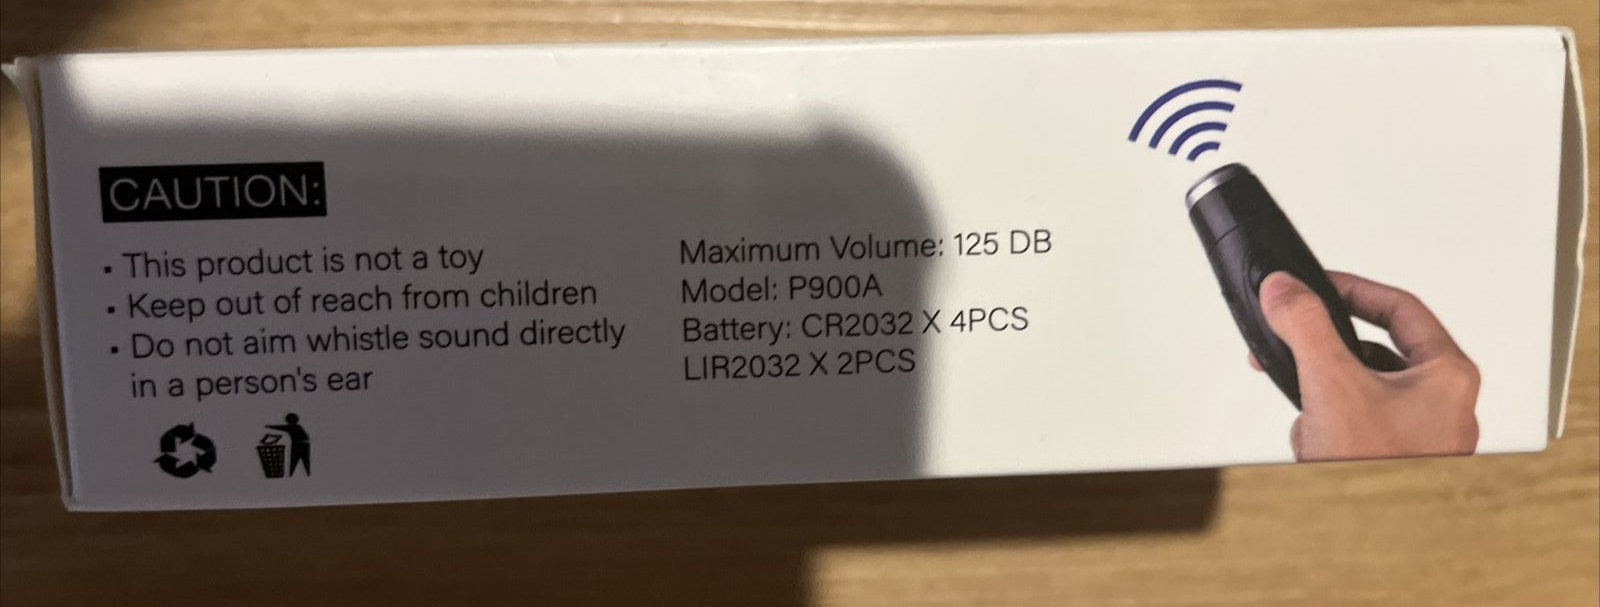 CAUTION:
· This product is not a toy
· Keep out of reach from children
· Do not aim whistle sound directly
in a person's ear
Maximum Volume: 125 DB
Model: P900A
Battery: CR2032 X 4PCS
LIR2032 X 2PCS